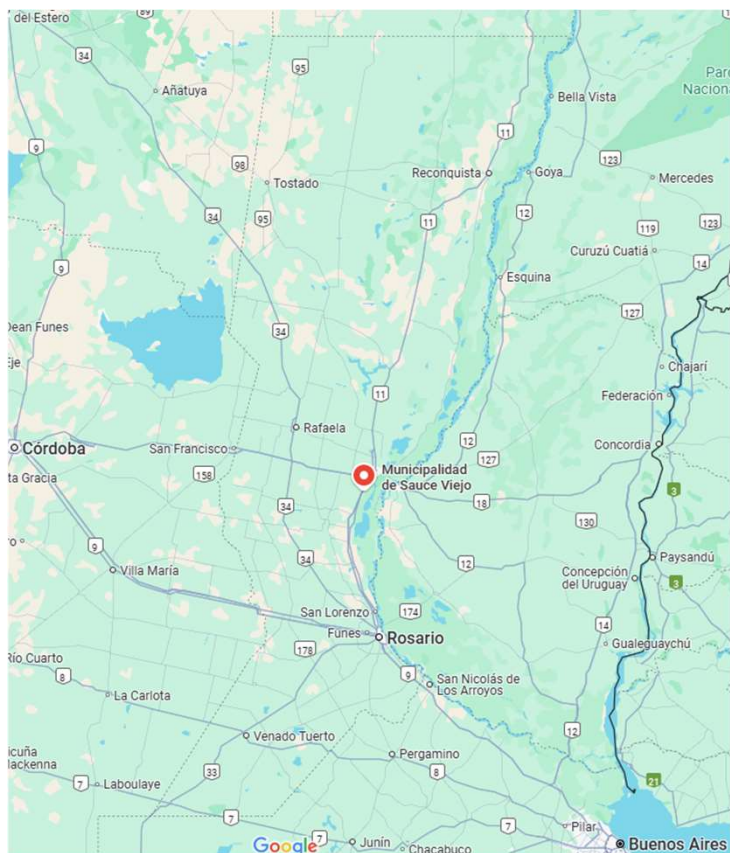 del Estero
89
34
9
95
Añatuya
98
Tostado
34
95
9
11
Bella Vista
Parc
Naciona
Reconquista
Goya
123
Mercedes
12
11
119
123
Curuzú Cuatiá
14
Esquina
127
Dean Funes
Eje
34
Chajarí
11
Federación
Rafaela
Córdoba
San Francisco
12
Concordia
127
ta Gracia
158
Municipalidad
de Sauce Viejo
3
34
18
130
9
34
12
Paysandú
Villa María
Concepción
del Uruguay
3
San Lorenzo
174
14
Funes
Rosario
178
Gualeguaychú
Río Cuarto
8
9
San Nicolás de
Los Arroyos
La Carlota
Venado Tuerto
12
icuña
Mackenna
Pergamino
33
8
7
Laboulaye
21
7
Pilar
Google
7
Junín
7
Chacabuco
Buenos Aires